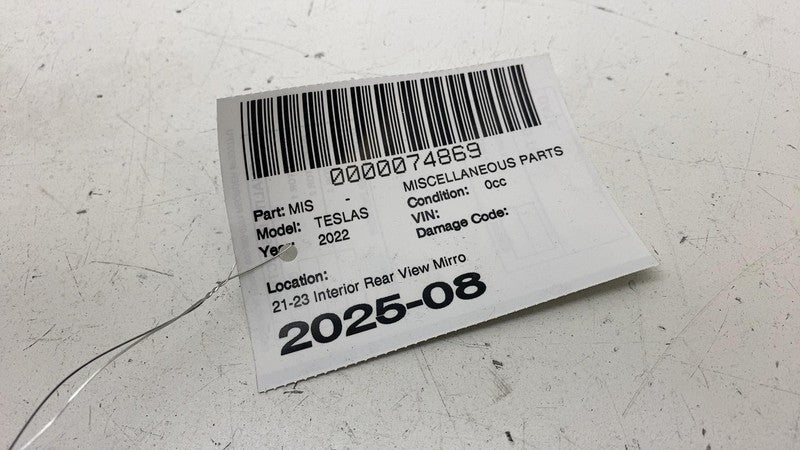 0000074869
Part: MIS - MISCELLANEOUS PARTS
Model: TESLAS Condition: 0cc
Year: 2022 VIN:
Damage Code:
Location:
21-23 Interior Rear View Mirro
2025-08